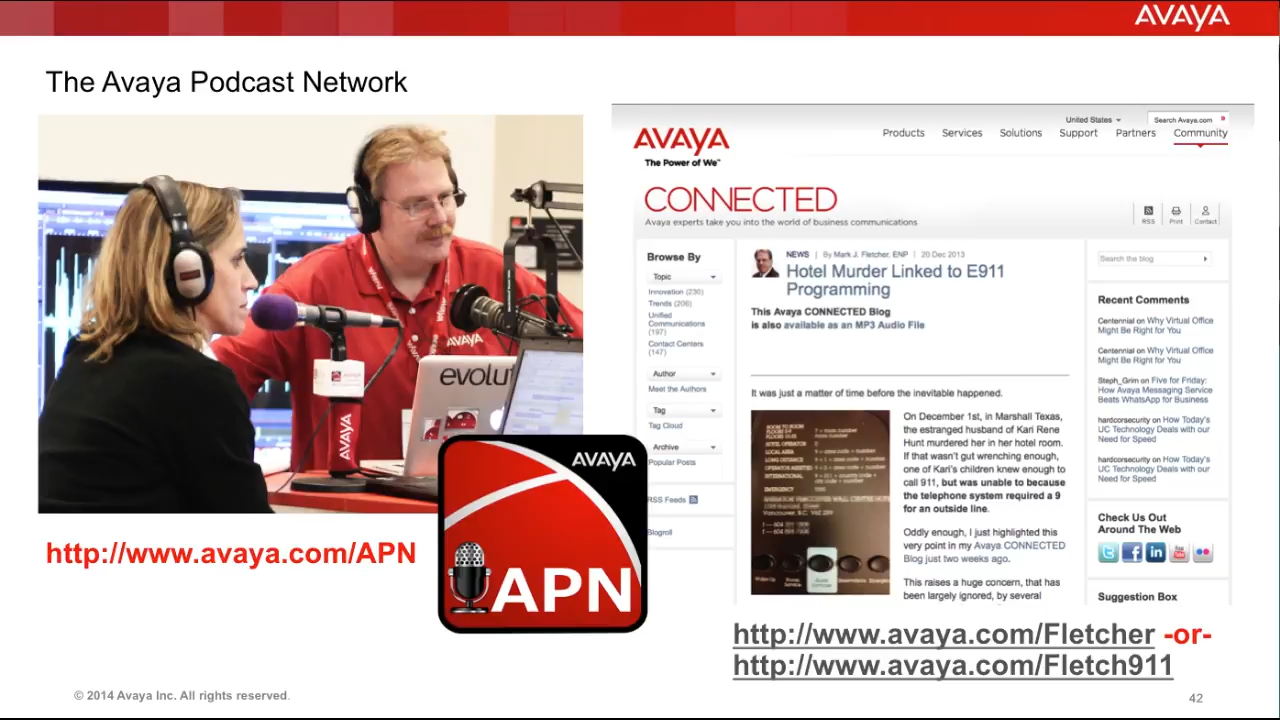 AVAYA
The Avaya Podcast Network
AVAYA
evolu
AVAYA
AVAYA
APN
http://www.avaya.com/APN
United States
Search Avaya.com
AVAYA
The Power of We™
Products Services Solutions Support Partners Community
CONNECTED
Avaya experts take you into the world of business communications
RSS Print Contact
Browse By
Topic
Innovation (230)
Trends (206)
Unified
Communications
(197)
Contact Centers
(147)
Author
Meet the Authors
Tag
Tag Cloud
Archive
Popular Posts
RSS Feeds
Blogroll
NEWS | By Mark J. Fletcher, ENP | 20 Dec 2013
Hotel Murder Linked to E911
Programming
This Avaya CONNECTED Blog
is also available as an MP3 Audio File
It was just a matter of time before the inevitable happened.
On December 1st, in Marshall Texas,
the estranged husband of Kari Rene
Hunt murdered her in her hotel room.
If that wasn't gut wrenching enough,
one of Kari's children knew enough to
call 911, but was unable to because
the telephone system required a 9
for an outside line.
Oddly enough, I just highlighted this
very point in my Avaya CONNECTED
Blog just two weeks ago.
This raises a huge concern, that has
been largely ignored, by several
Search the blog
Recent Comments
Centennial on Why Virtual Office
Might Be Right for You
Centennial on Why Virtual Office
Might Be Right for You
Steph_Grim on Five for Friday:
How Avaya Messaging Service
Beats WhatsApp for Business
hardcorsecurity on How Today's
UC Technology Deals with our
Need for Speed
hardcorsecurity on How Today's
UC Technology Deals with our
Need for Speed
Check Us Out
Around The Web
Suggestion Box
http://www.avaya.com/Fletcher -or-
http://www.avaya.com/Fletch911
© 2014 Avaya Inc. All rights reserved.
42